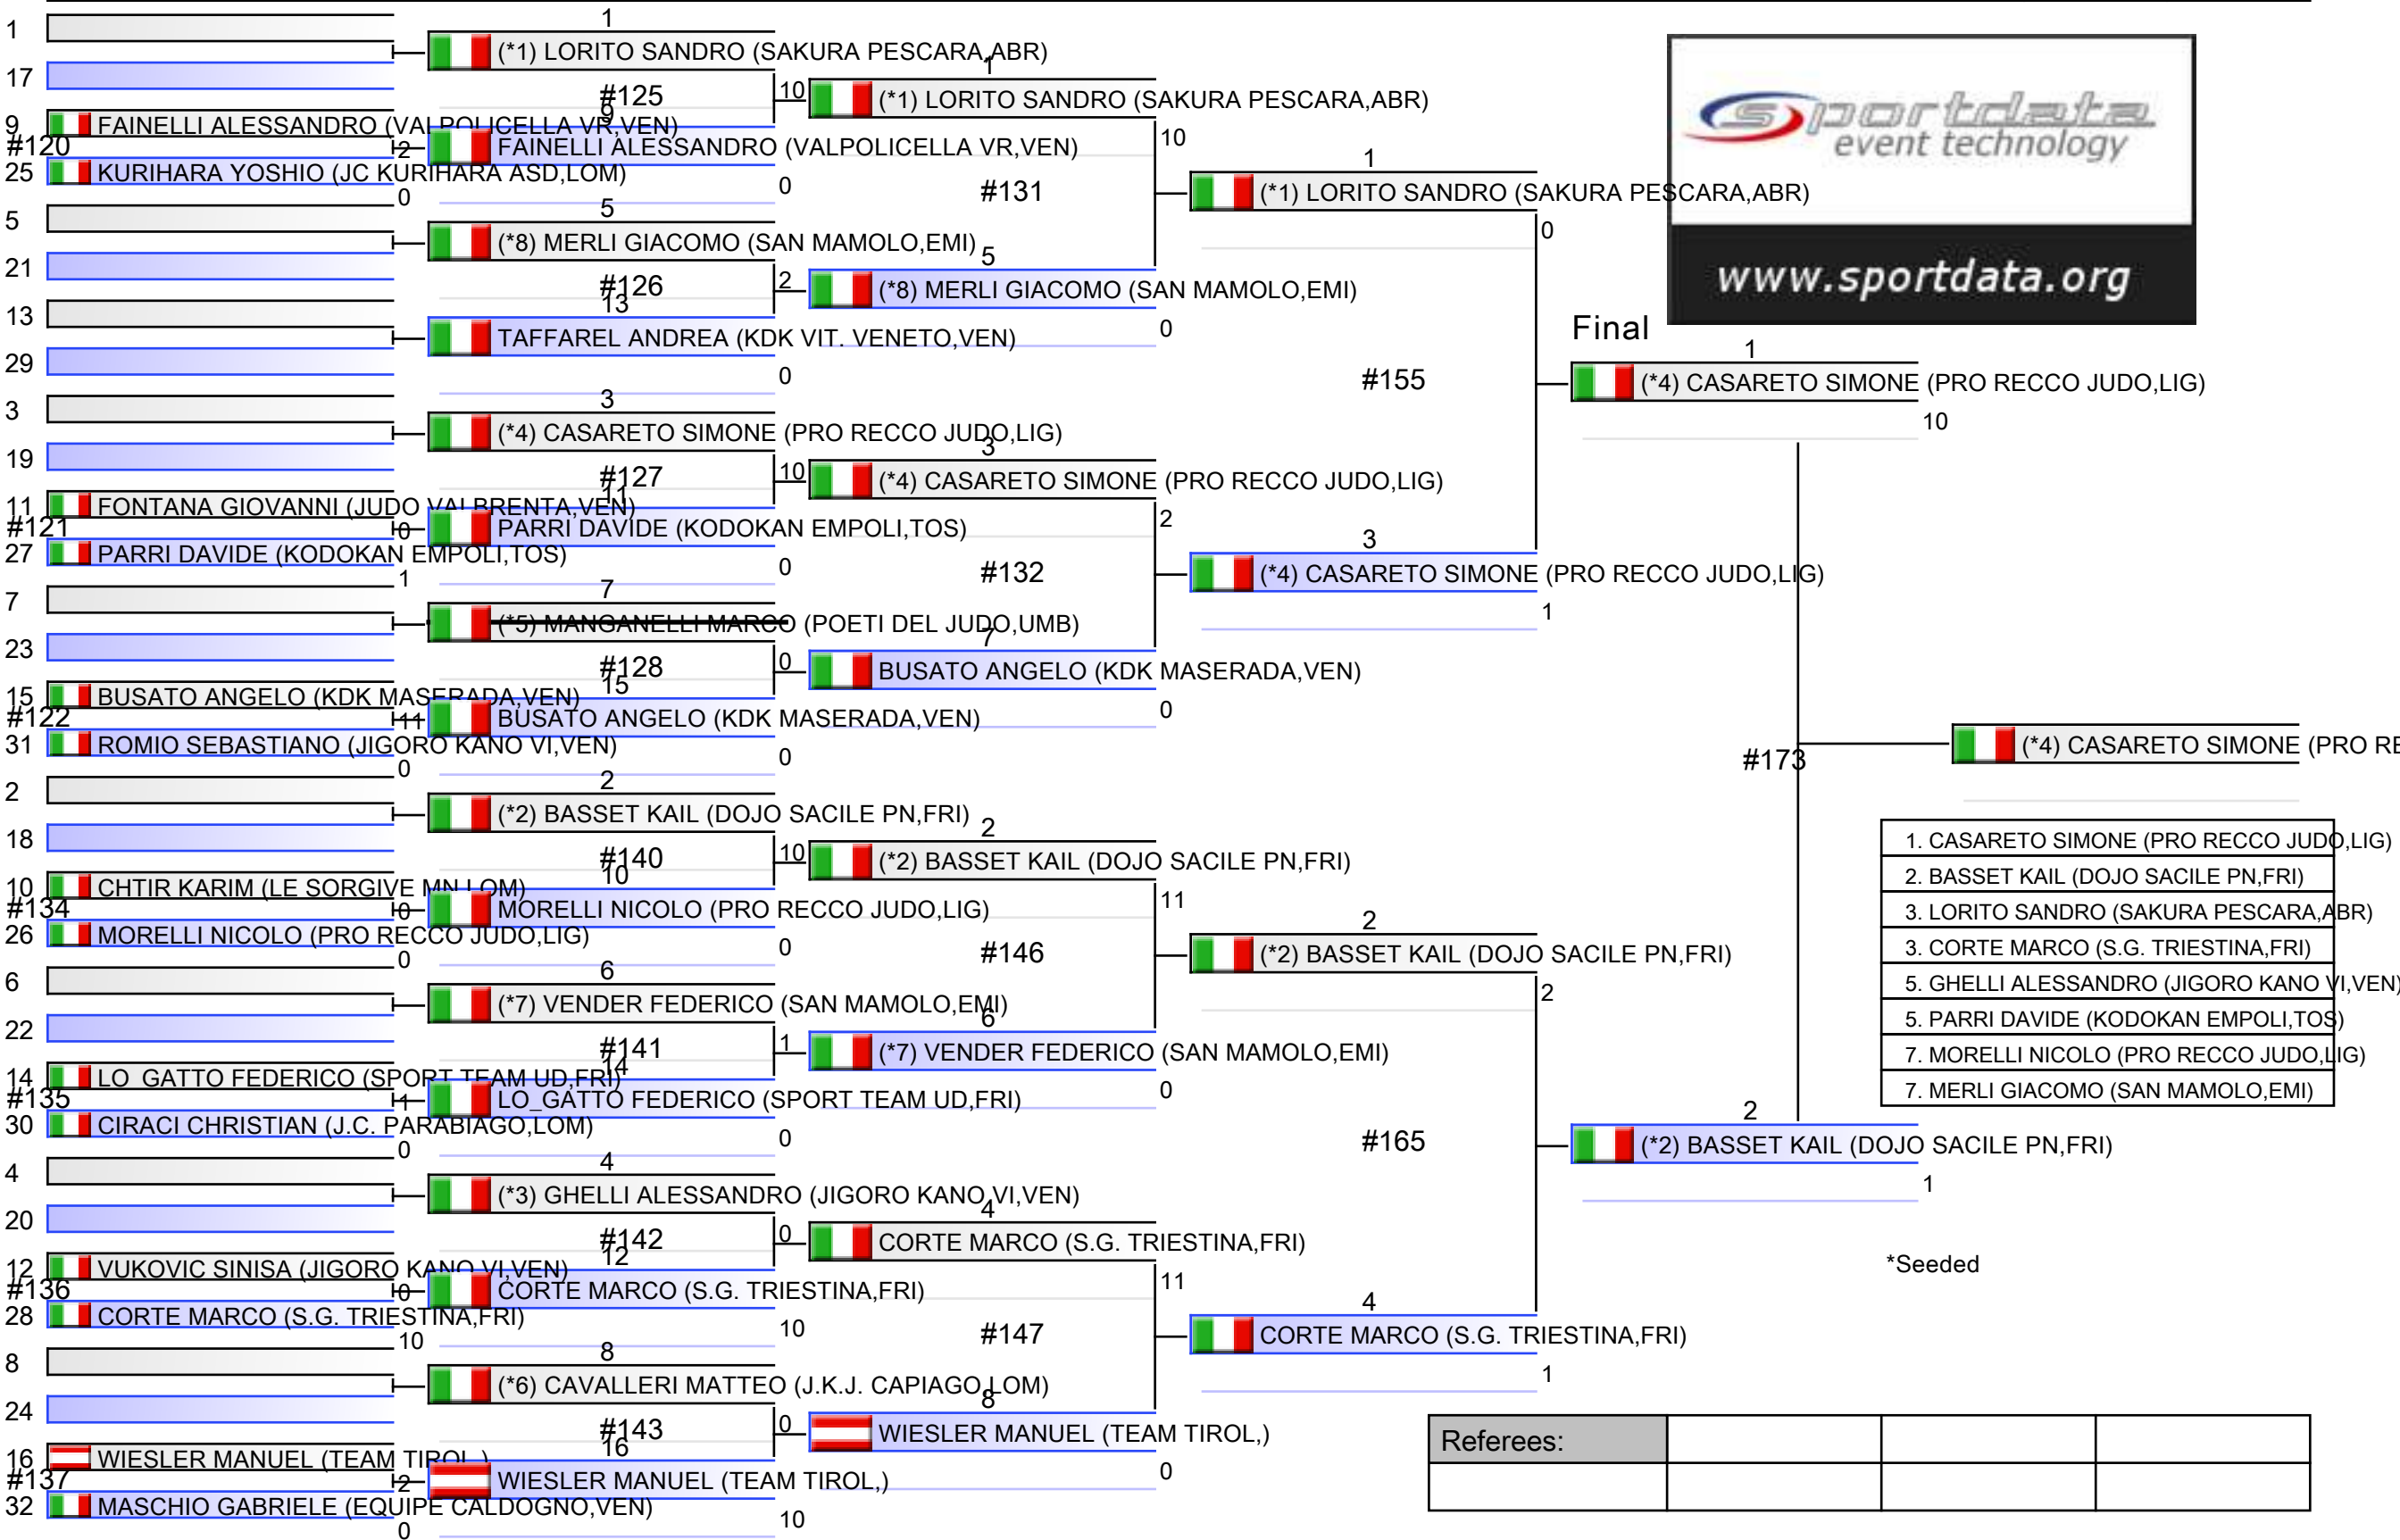 1
1
(*1) LORITO SANDRO (SAKURA PESCARA,ABR)
17
#125
10
1
(*1) LORITO SANDRO (SAKURA PESCARA,ABR)
9
FAINELLI ALESSANDRO (VALPOLICELLA VR,VEN)
#120
2
9
FAINELLI ALESSANDRO (VALPOLICELLA VR,VEN)
10
25
KURIHARA YOSHIO (JC KURIHARA ASD,LOM)
0
0
#131
1
(*1) LORITO SANDRO (SAKURA PESCARA,ABR)
0
5
5
(*8) MERLI GIACOMO (SAN MAMOLO,EMI)
21
#126
2
5
(*8) MERLI GIACOMO (SAN MAMOLO,EMI)
0
13
13
TAFFAREL ANDREA (KDK VIT. VENETO,VEN)
29
0
sportdata
event technology
www.sportdata.org
Final
#155
1
(*4) CASARETO SIMONE (PRO RECCO JUDO,LIG)
10
3
3
(*4) CASARETO SIMONE (PRO RECCO JUDO,LIG)
19
#127
10
3
(*4) CASARETO SIMONE (PRO RECCO JUDO,LIG)
2
11
FONTANA GIOVANNI (JUDO VALBRENTA,VEN)
#121
0
11
PARRI DAVIDE (KODOKAN EMPOLI,TOS)
27
PARRI DAVIDE (KODOKAN EMPOLI,TOS)
1
0
#132
3
(*4) CASARETO SIMONE (PRO RECCO JUDO,LIG)
1
7
7
(*5) MANGANELLI MARCO (POETI DEL JUDO,UMB)
23
#128
0
7
BUSATO ANGELO (KDK MASERADA,VEN)
0
15
BUSATO ANGELO (KDK MASERADA,VEN)
#122
11
15
BUSATO ANGELO (KDK MASERADA,VEN)
31
ROMIO SEBASTIANO (JIGORO KANO VI,VEN)
0
0
#173
(*4) CASARETO SIMONE (PRO RE
2
2
(*2) BASSET KAIL (DOJO SACILE PN,FRI)
18
#140
10
2
(*2) BASSET KAIL (DOJO SACILE PN,FRI)
11
10
CHTIR KARIM (LE SORGIVE MN,LOM)
#134
0
10
MORELLI NICOLO (PRO RECCO JUDO,LIG)
26
MORELLI NICOLO (PRO RECCO JUDO,LIG)
0
0
#146
2
(*2) BASSET KAIL (DOJO SACILE PN,FRI)
2
1. CASARETO SIMONE (PRO RECCO JUDO,LIG)
2. BASSET KAIL (DOJO SACILE PN,FRI)
3. LORITO SANDRO (SAKURA PESCARA,ABR)
3. CORTE MARCO (S.G. TRIESTINA,FRI)
5. GHELLI ALESSANDRO (JIGORO KANO VI,VEN)
5. PARRI DAVIDE (KODOKAN EMPOLI,TOS)
7. MORELLI NICOLO (PRO RECCO JUDO,LIG)
7. MERLI GIACOMO (SAN MAMOLO,EMI)
6
6
(*7) VENDER FEDERICO (SAN MAMOLO,EMI)
22
#141
1
6
(*7) VENDER FEDERICO (SAN MAMOLO,EMI)
0
14
LO_GATTO FEDERICO (SPORT TEAM UD,FRI)
#135
1
14
LO_GATTO FEDERICO (SPORT TEAM UD,FRI)
30
CIRACI CHRISTIAN (J.C. PARABIAGO,LOM)
0
0
#165
2
(*2) BASSET KAIL (DOJO SACILE PN,FRI)
1
4
4
(*3) GHELLI ALESSANDRO (JIGORO KANO VI,VEN)
20
#142
0
4
CORTE MARCO (S.G. TRIESTINA,FRI)
11
12
VUKOVIC SINISA (JIGORO KANO VI,VEN)
#136
0
12
CORTE MARCO (S.G. TRIESTINA,FRI)
28
CORTE MARCO (S.G. TRIESTINA,FRI)
10
10
#147
4
CORTE MARCO (S.G. TRIESTINA,FRI)
1
*Seeded
8
8
(*6) CAVALLERI MATTEO (J.K.J. CAPIAGO,LOM)
24
#143
0
8
WIESLER MANUEL (TEAM TIROL,)
0
16
WIESLER MANUEL (TEAM TIROL,)
#137
2
16
WIESLER MANUEL (TEAM TIROL,)
32
MASCHIO GABRIELE (EQUIPE CALDOGNO,VEN)
0
10
Referees: